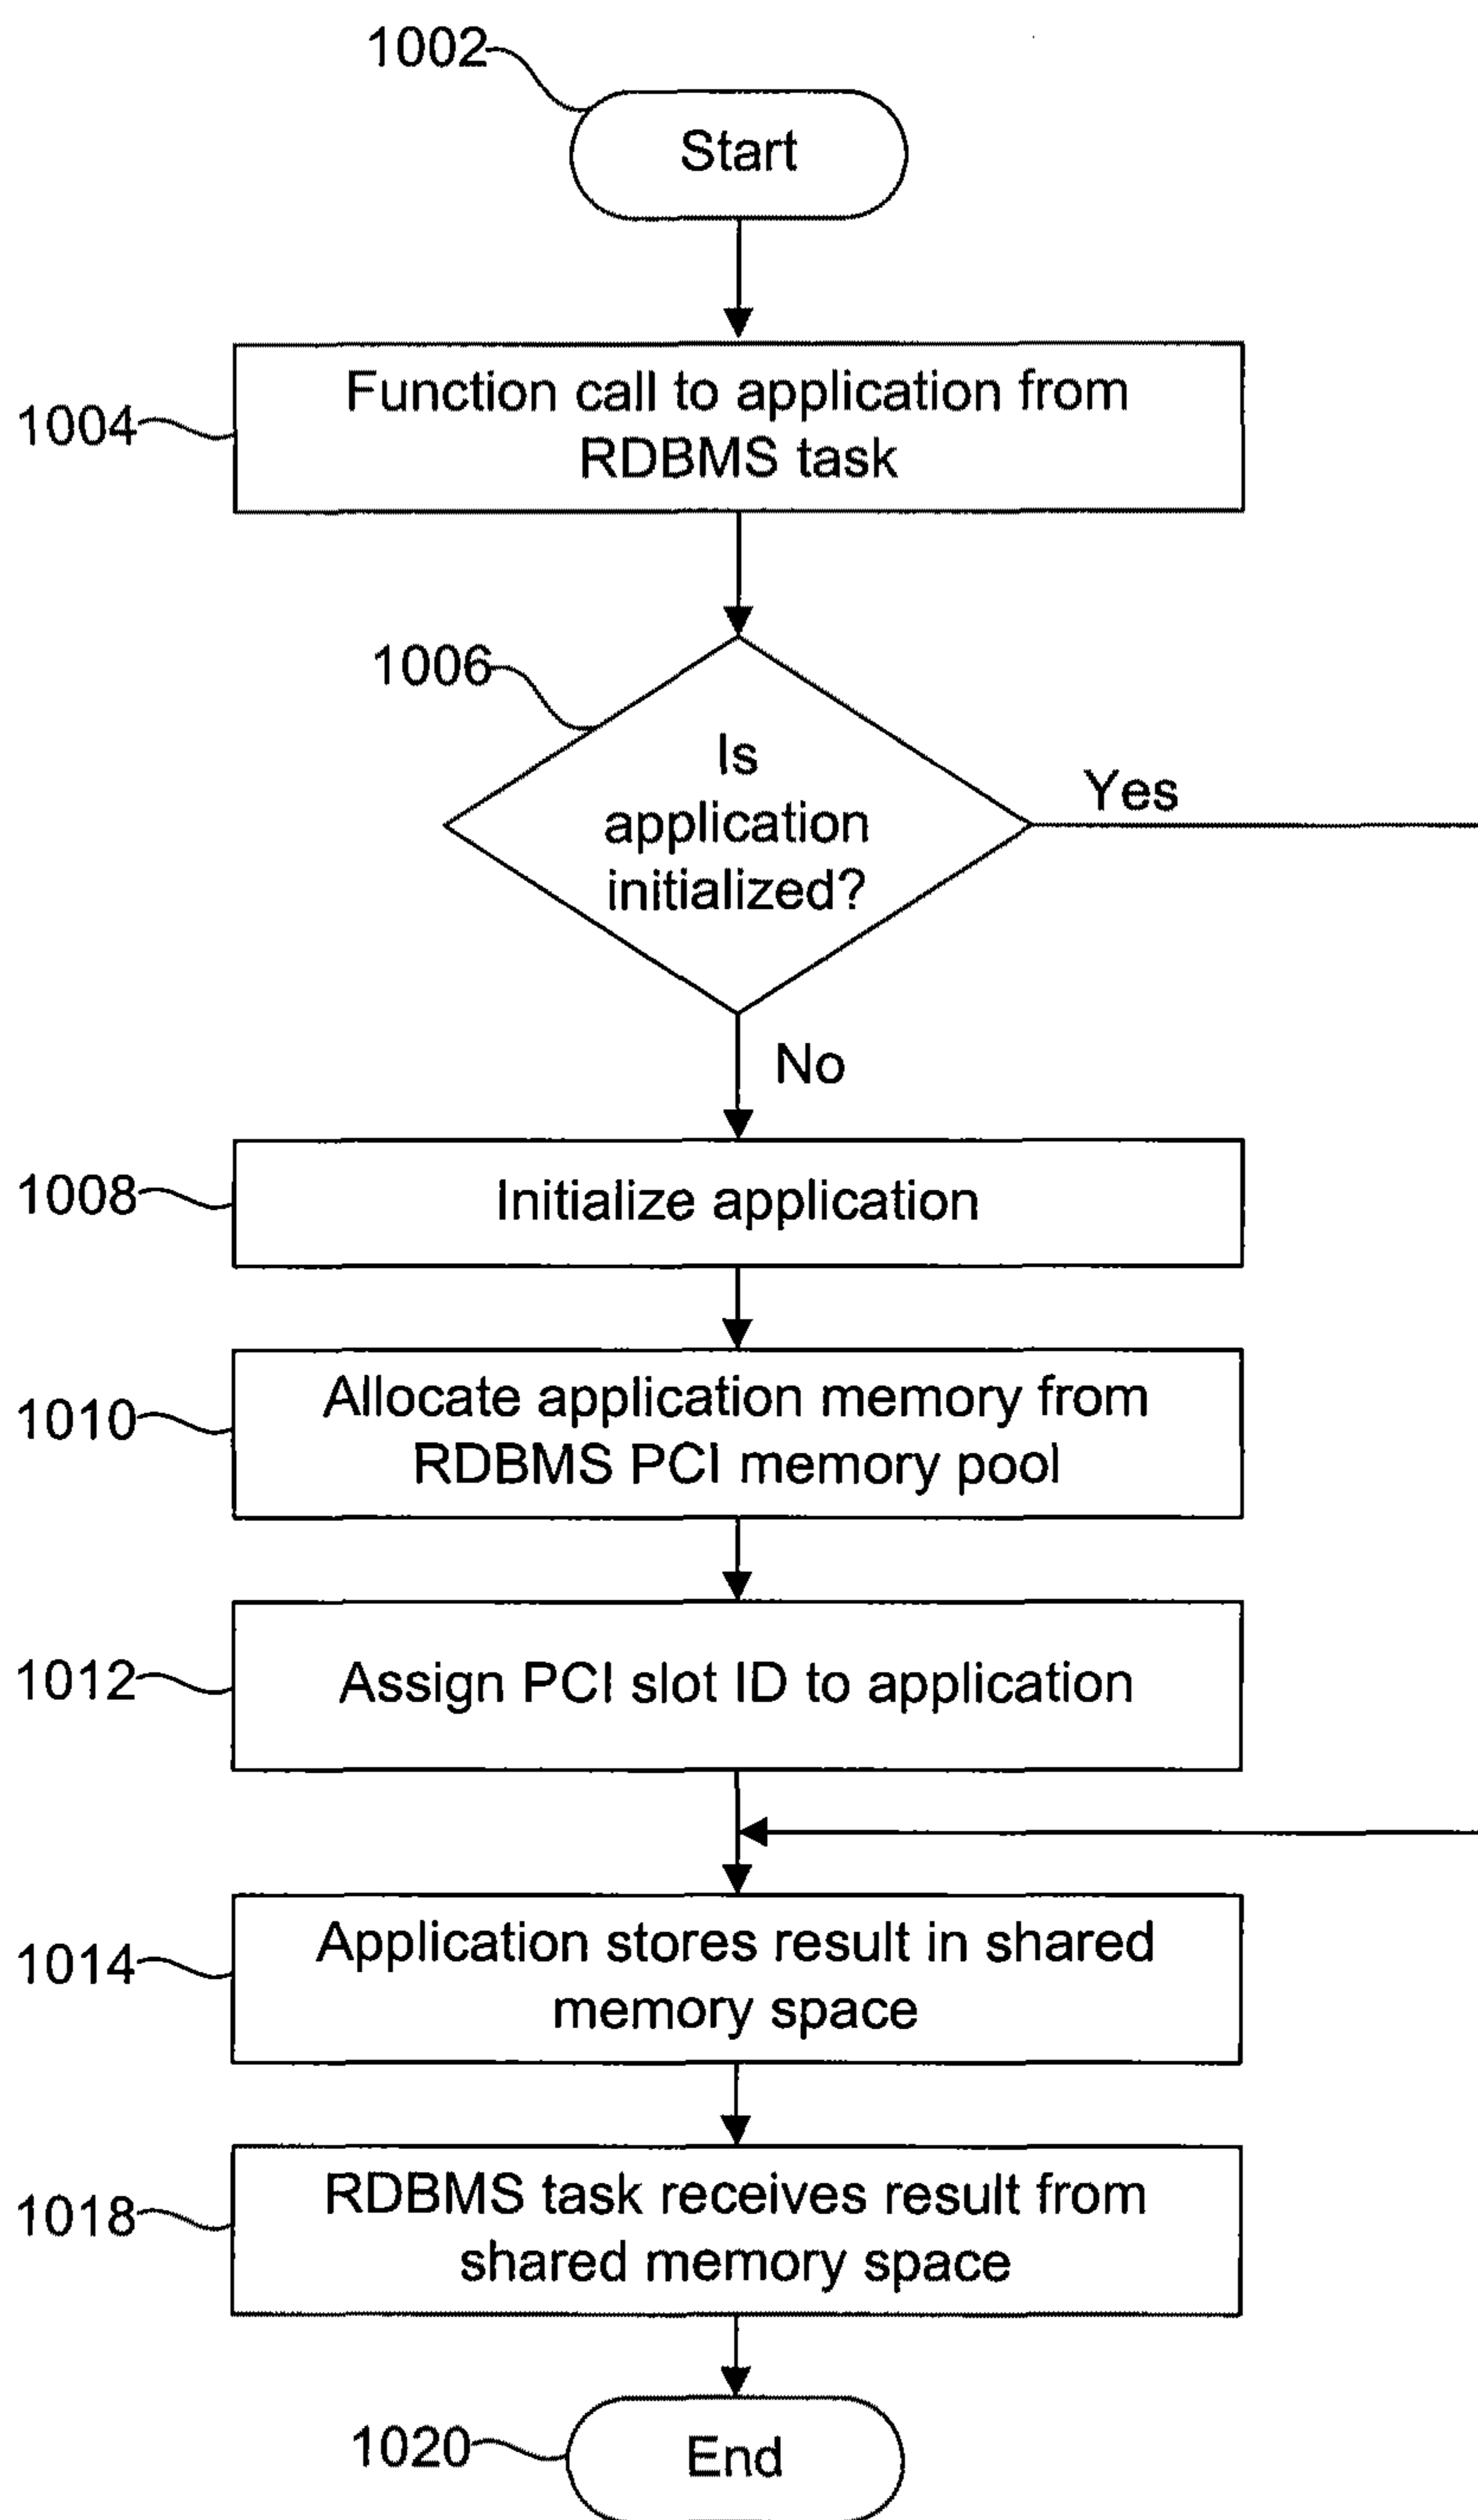 1002
Start
1004
Function call to application from
RDBMS task
1006
Is
application
initialized?
Yes
No
1008
Initialize application
1010
Allocate application memory from
RDBMS PCI memory pool
1012
Assign PCI slot ID to application
1014
Application stores result in shared
memory space
1018
RDBMS task receives result from
shared memory space
1020
End